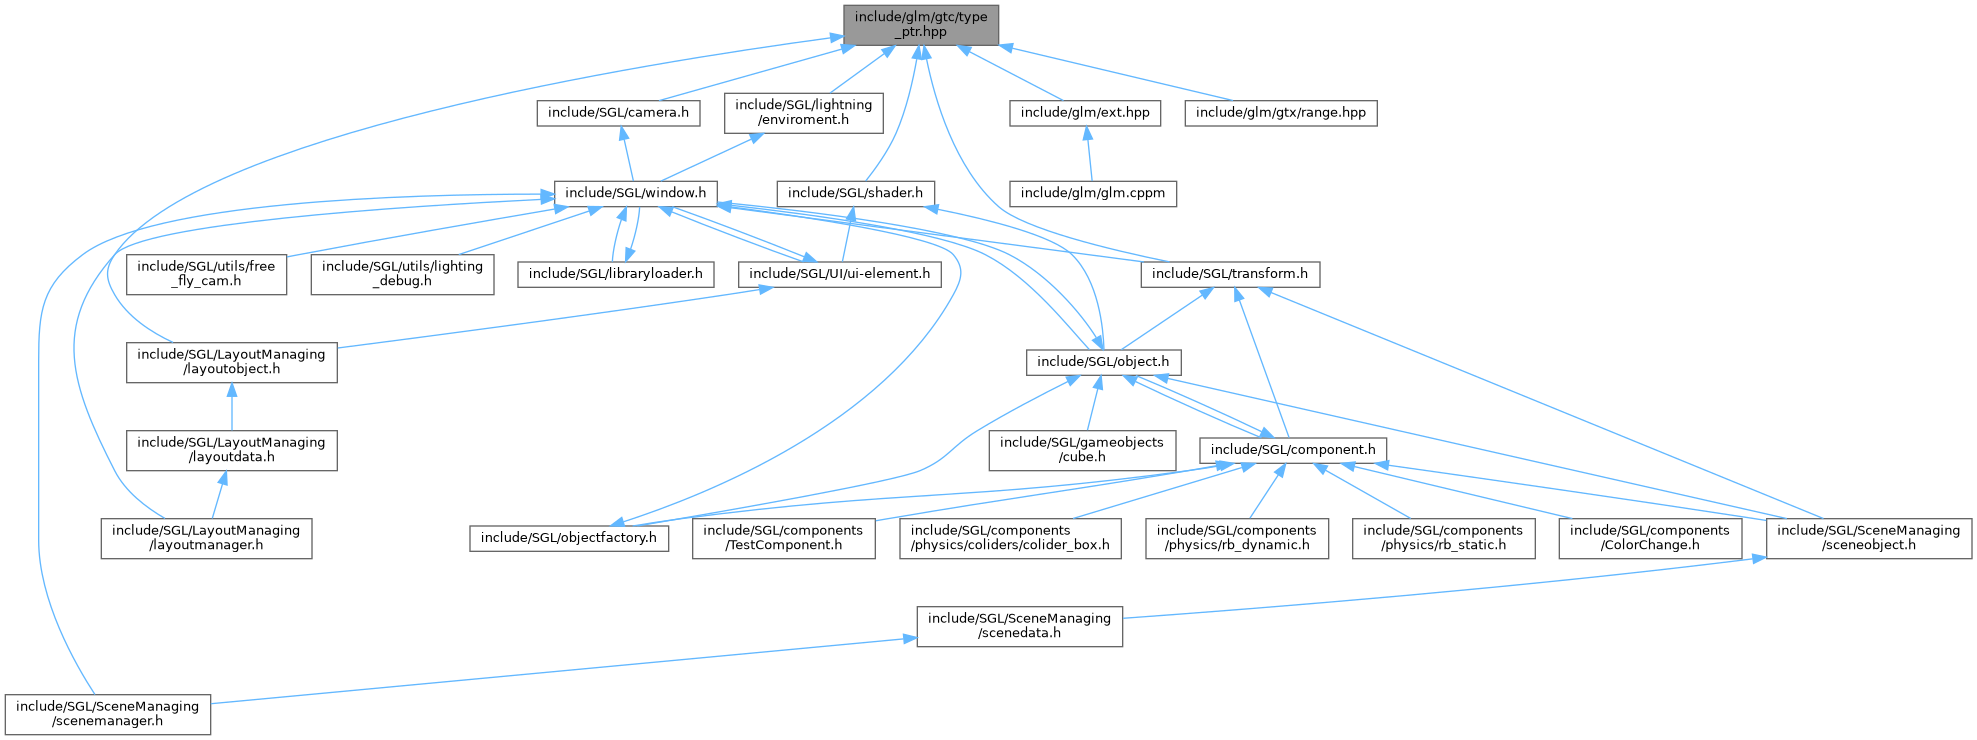 include/glm/gtc/type
_ptr.hpp
include/SGL/camera.h
include/SGL/lightning
/enviroment.h
include/glm/ext.hpp
include/glm/gtx/range.hpp
include/SGL/window.h
include/SGL/shader.h
include/glm/glm.cppm
include/SGL/utils/free
_fly_cam.h
include/SGL/utils/lighting
_debug.h
include/SGL/libraryloader.h
include/SGL/UI/ui-element.h
include/SGL/transform.h
include/SGL/LayoutManaging
/layoutobject.h
include/SGL/object.h
include/SGL/LayoutManaging
/layoutdata.h
include/SGL/gameobjects
/cube.h
include/SGL/component.h
include/SGL/LayoutManaging
/layoutmanager.h
include/SGL/objectfactory.h
include/SGL/components
/TestComponent.h
include/SGL/components
/physics/coliders/colider_box.h
include/SGL/components
/physics/rb_dynamic.h
include/SGL/components
/physics/rb_static.h
include/SGL/components
/ColorChange.h
include/SGL/SceneManaging
/sceneobject.h
include/SGL/SceneManaging
/scenedata.h
include/SGL/SceneManaging
/scenemanager.h